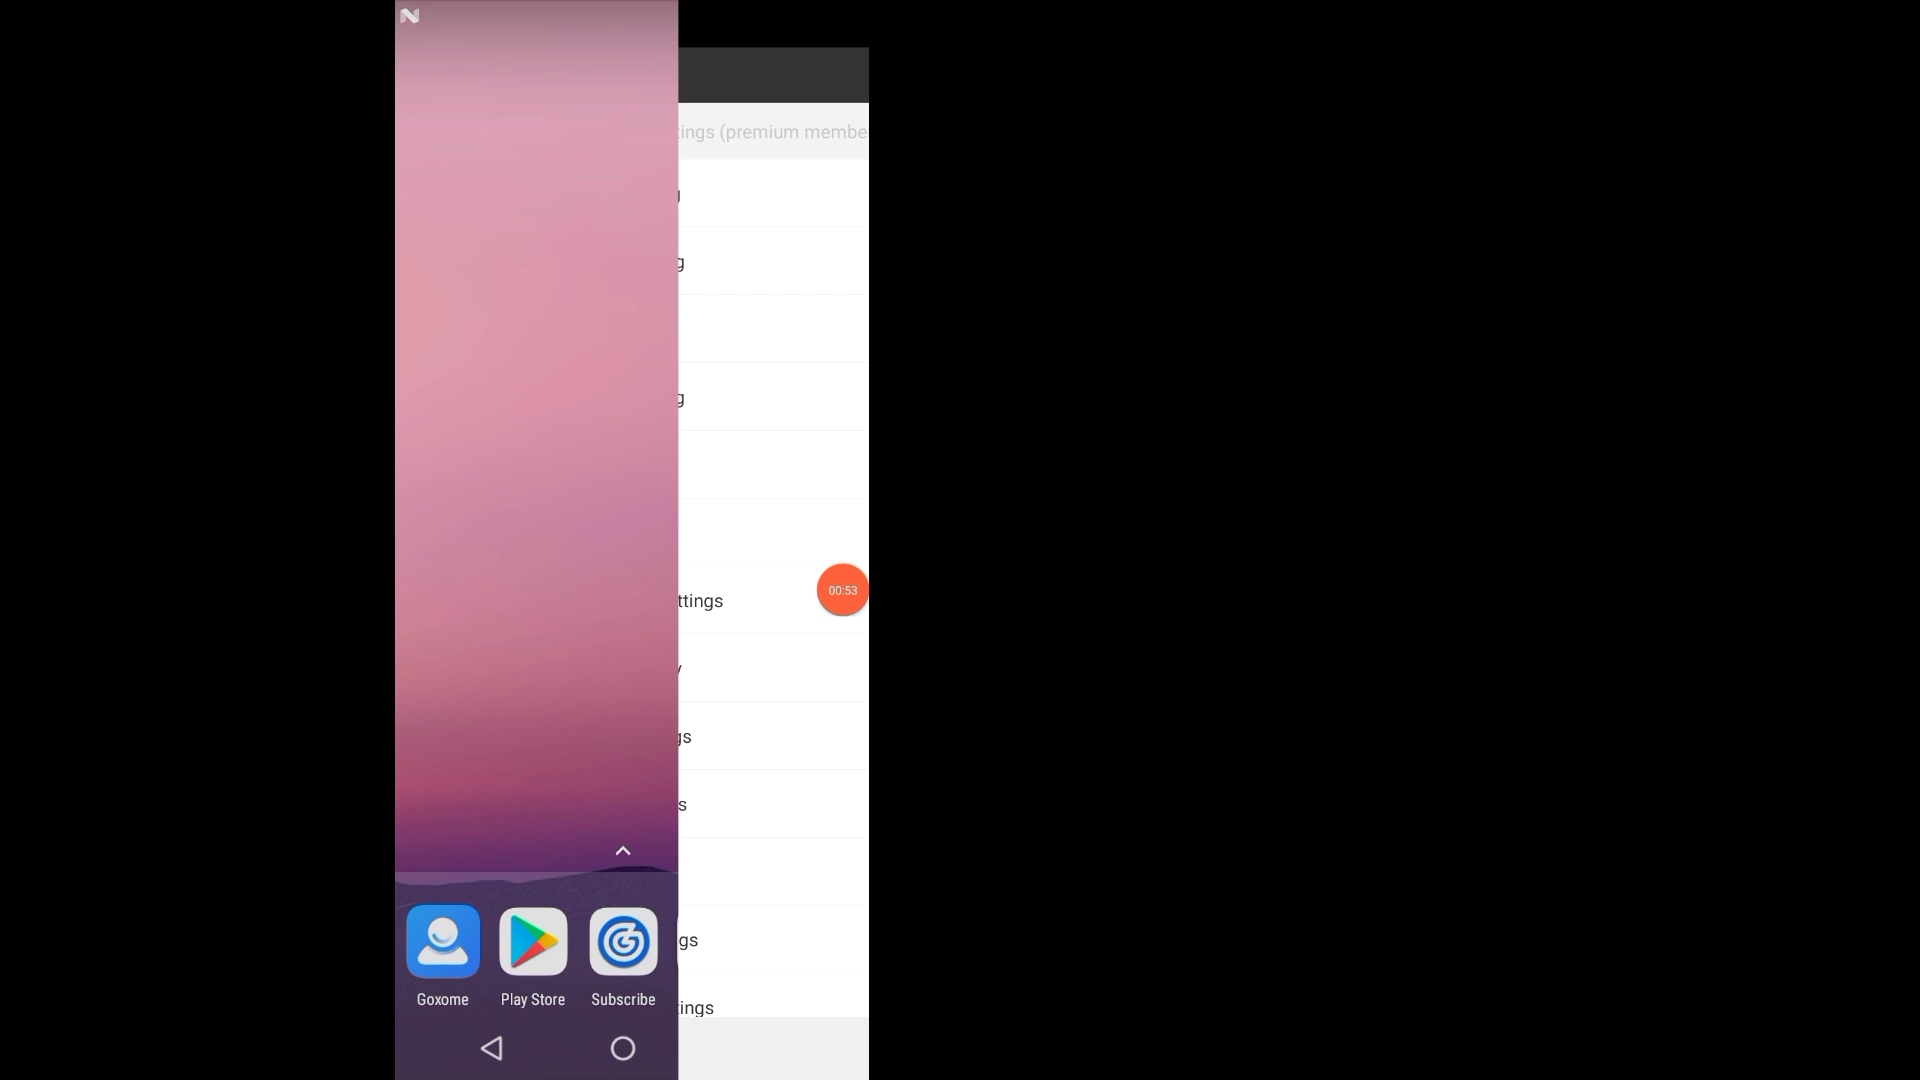 N
tings (premium membe
g
g
ttings
y
gs
s
00:53
gs
tings
Goxome
Play Store
Subscribe